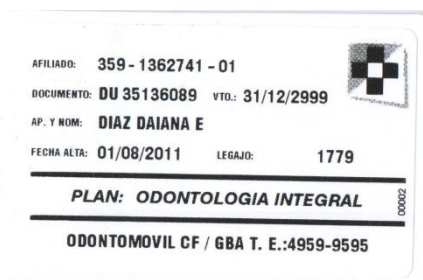 AFILIADO: 359-1362741-01
DOCUMENTO: DU 35136089 VTO.: 31/12/2999
AP. Y NOM: DIAZ DAIANA E
FECHA ALTA: 01/08/2011 LEGAJO: 1779
PLAN: ODONTOLOGIA INTEGRAL
00002
ODONTOMOVIL CF / GBA T. E.:4959-9595